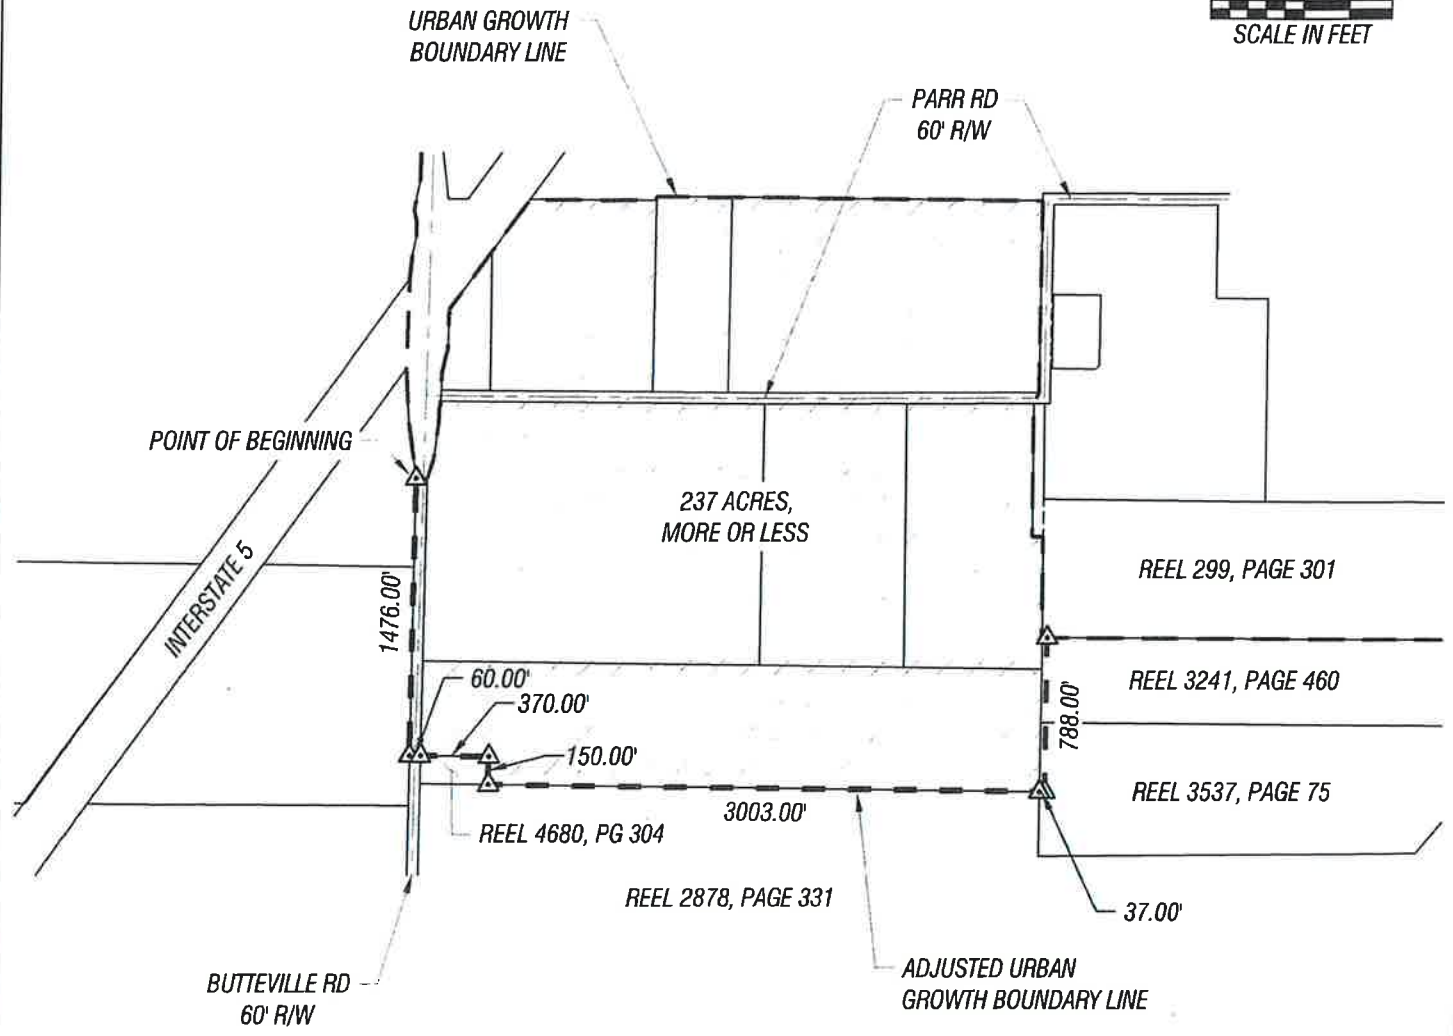 URBAN GROWTH
BOUNDARY LINE
SCALE IN FEET
PARR RD
60' R/W
POINT OF BEGINNING
237 ACRES,
MORE OR LESS
INTERSTATE 5
1476.00'
REEL 299, PAGE 301
60.00'
370.00'
REEL 3241, PAGE 460
788.00'
150.00'
3003.00'
REEL 3537, PAGE 75
REEL 4680, PG 304
REEL 2878, PAGE 331
37.00'
BUTTEVILLE RD
60' R/W
ADJUSTED URBAN
GROWTH BOUNDARY LINE